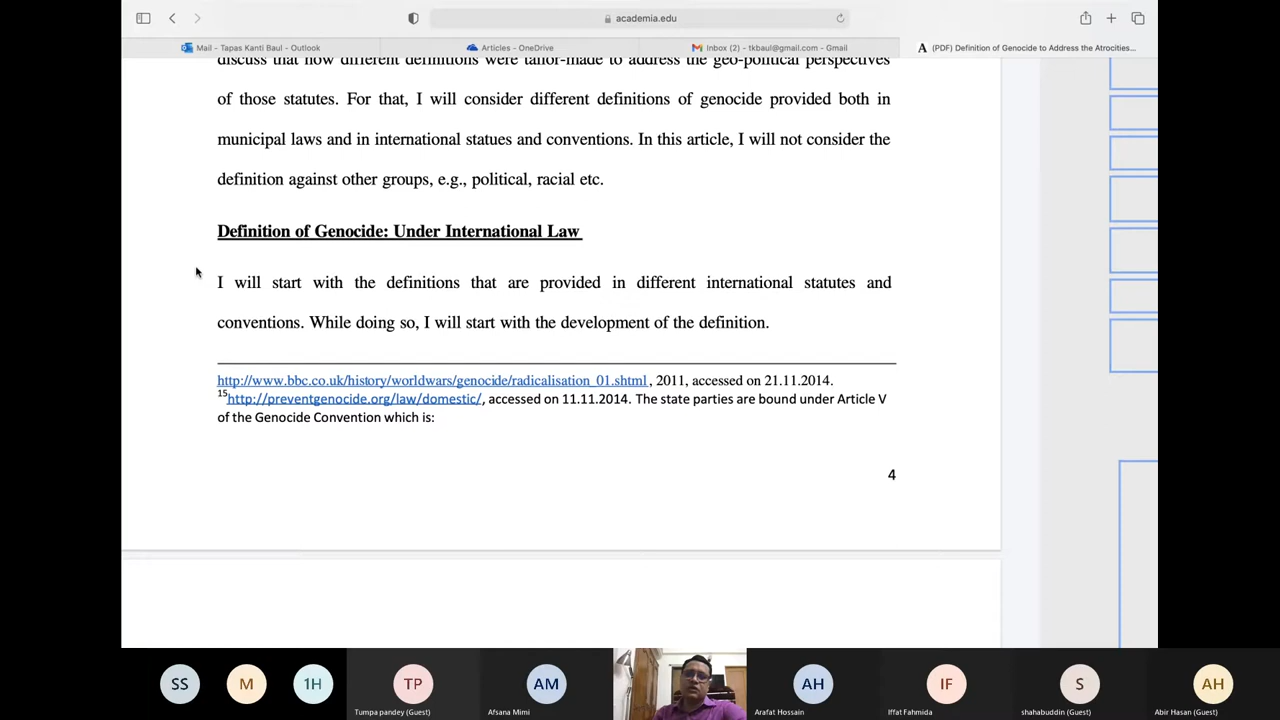 academia.edu
Mail - Tapas Kanti Baul - Outlook
Articles - OneDrive
Inbox (2) - tkbaul@gmail.com - Gmail
A (PDF) Definition of Genocide to Address the Atrocities...
discuss that how different definitions were tailor-made to address the geo-political perspectives
of those statutes. For that, I will consider different definitions of genocide provided both in
municipal laws and in international statues and conventions. In this article, I will not consider the
definition against other groups, e.g., political, racial etc.
Definition of Genocide: Under International Law
I will start with the definitions that are provided in different international statutes and
conventions. While doing so, I will start with the development of the definition.
http://www.bbc.co.uk/history/worldwars/genocide/radicalisation_01.shtml, 2011, accessed on 21.11.2014.
15http://preventgenocide.org/law/domestic/, accessed on 11.11.2014. The state parties are bound under Article V
of the Genocide Convention which is:
4
SS
M
1H
TP
AM
AH
IF
S
AH
Tumpa pandey (Guest)
Afsana Mimi
Arafat Hossain
Iffat Fahmida
shahabuddin (Guest)
Abir Hasan (Guest)